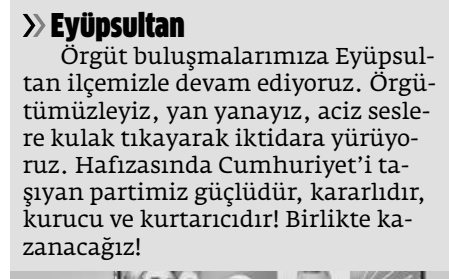 » Eyüpsultan
Örgüt buluşmalarımıza Eyüpsul-
tan ilçemizle devam ediyoruz. Örgü-
tümüzleyiz, yan yanayız, aciz sesle-
re kulak tıkayarak iktidara yürüyo-
ruz. Hafızasında Cumhuriyet’i ta-
şıyan partimiz güçlüdür, kararlıdır,
kurucu ve kurtarıcıdır! Birlikte ka-
zanacağız!